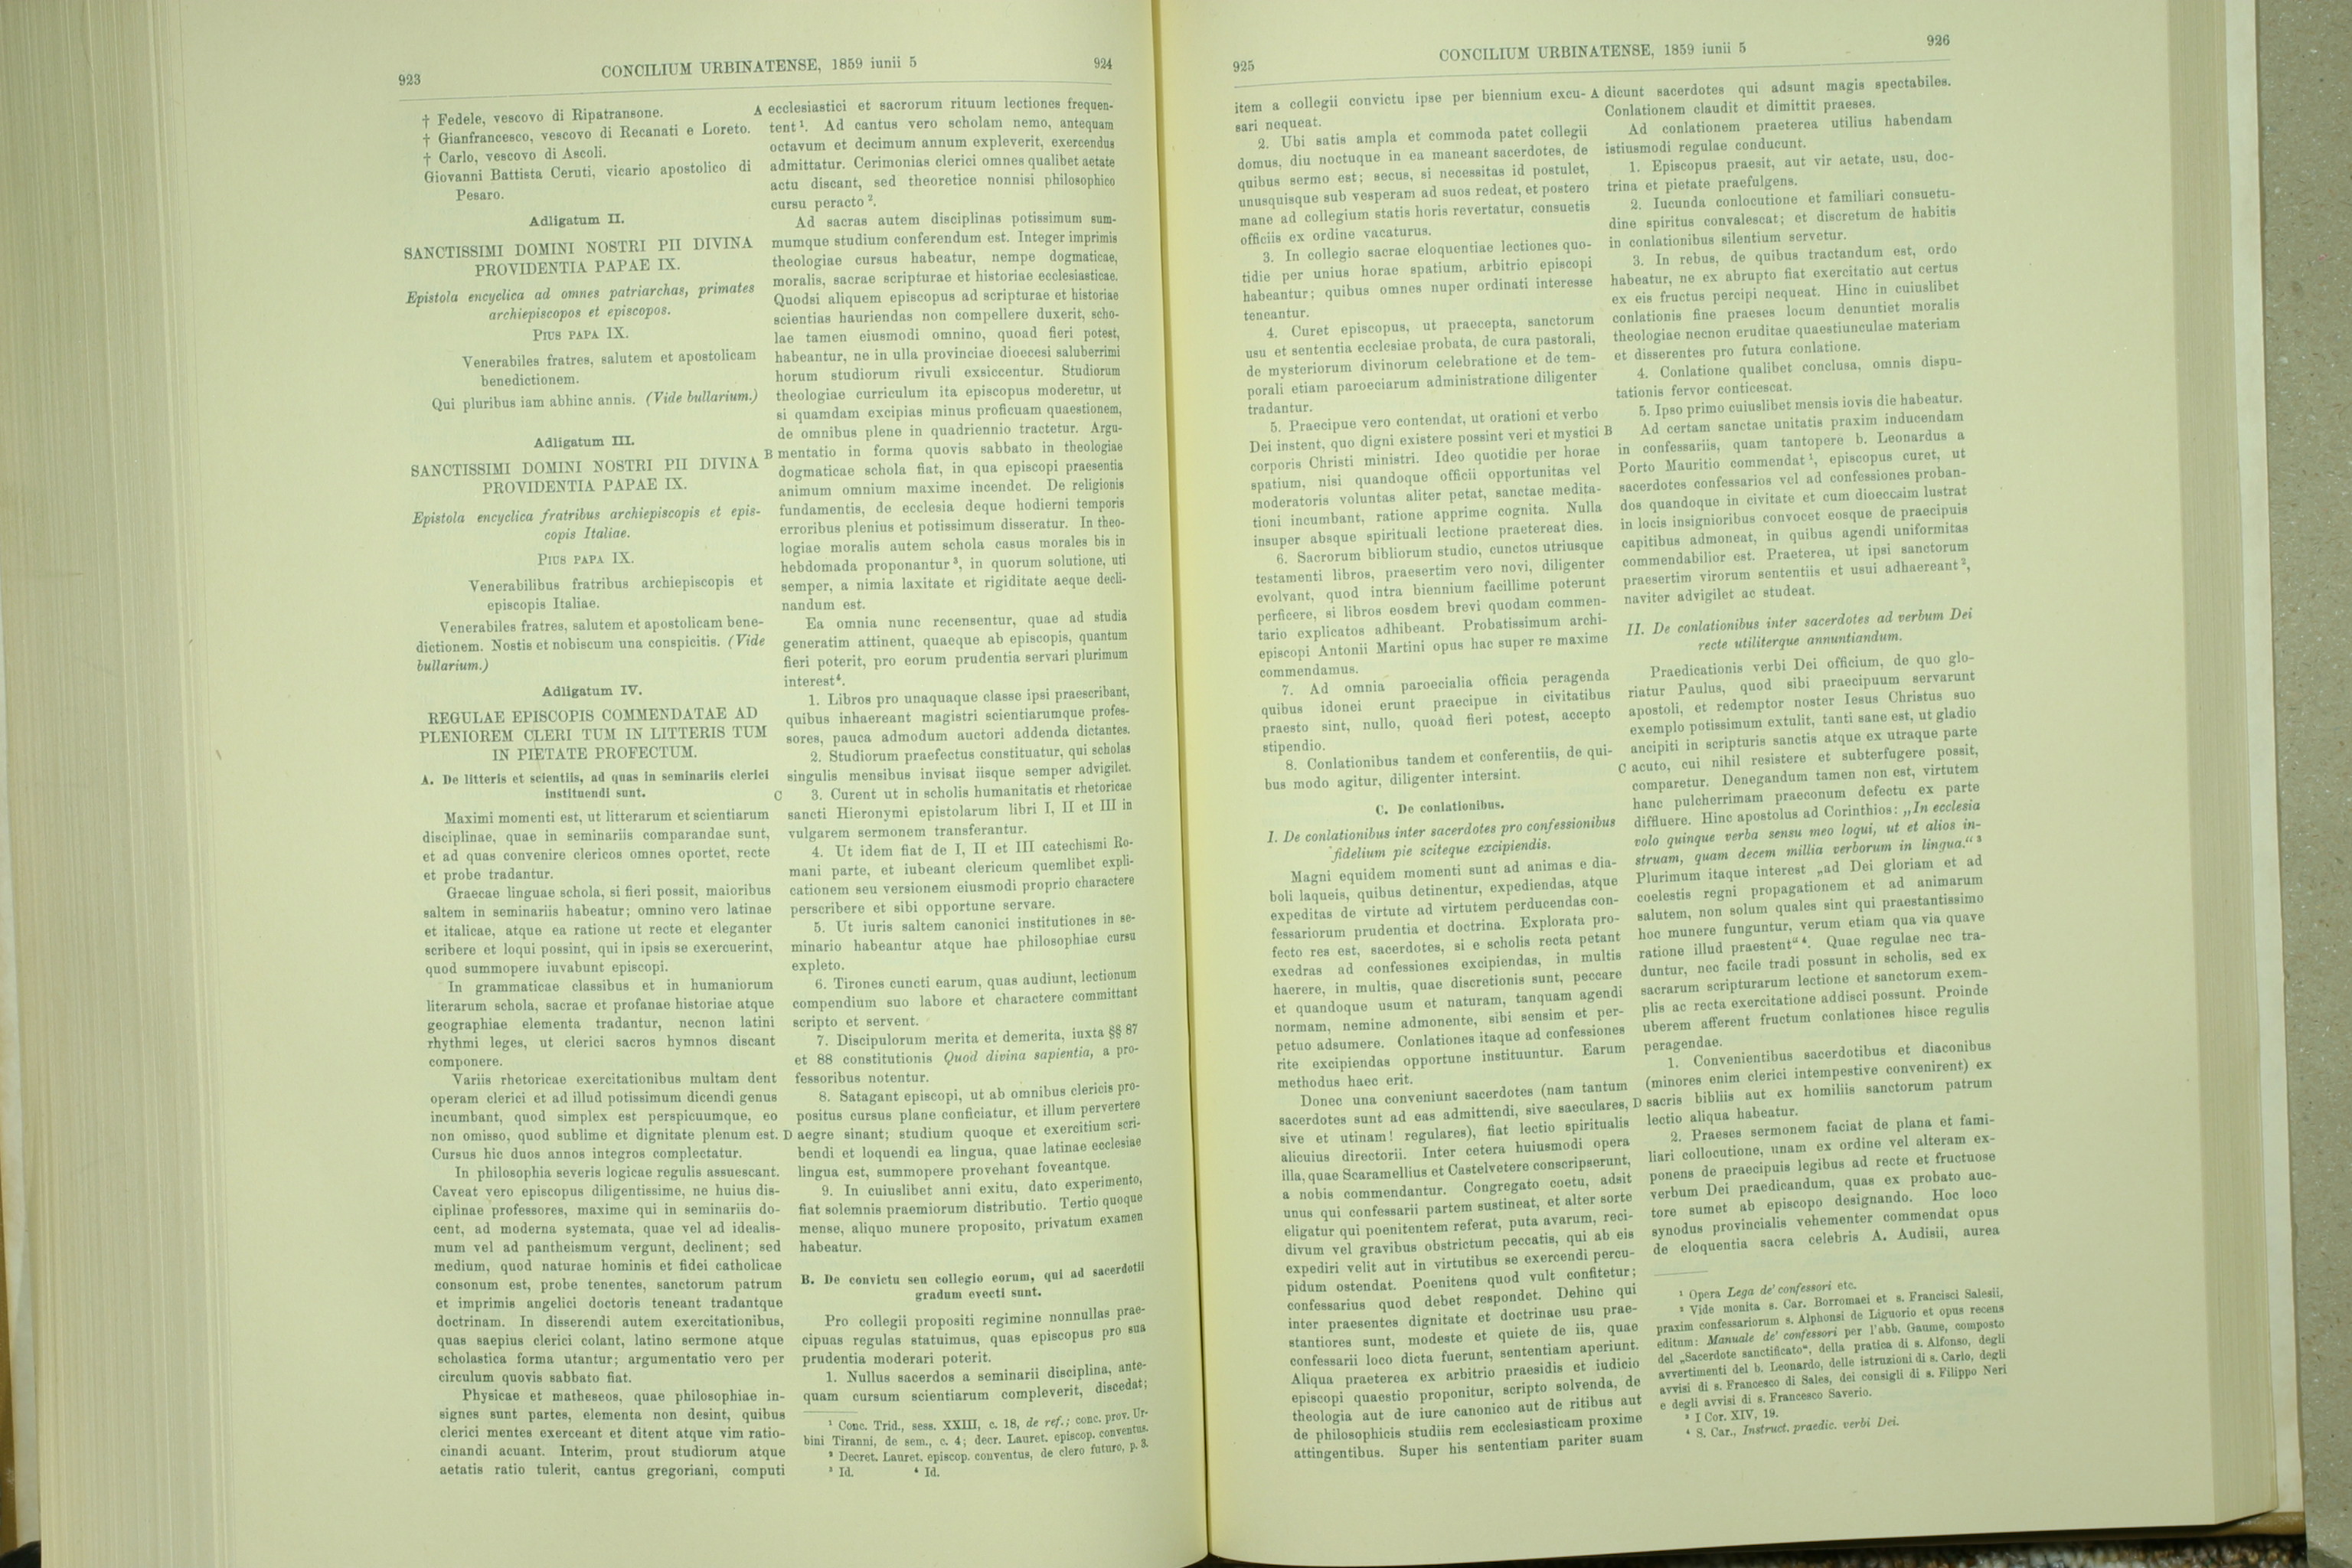 923
CONCILIUM URBINATENSE, 1859 iunii 5
924
† Fedele, vescovo di Ripatransone.
† Gianfrancesco, vescovo di Recanati e Loreto.
† Carlo, vescovo di Ascoli.
Giovanni Battista Ceruti, vicario apostolico di
Pesaro.
Adligatum II.
SANCTISSIMI DOMINI NOSTRI PII DIVINA
PROVIDENTIA PAPAE IX.
Epistola encyclica ad omnes patriarchas, primates
archiepiscopos et episcopos.
PIUS PAPA IX.
Venerabiles fratres, salutem et apostolicam
benedictionem.
Qui pluribus iam abhinc annis. (Vide bullarium.)
Adligatum III.
SANCTISSIMI DOMINI NOSTRI PII DIVINA
PROVIDENTIA PAPAE IX.
Epistola encyclica fratribus archiepiscopis et epis-
copis Italiae.
PIUS PAPA IX.
Venerabilibus fratribus archiepiscopis et
episcopis Italiae.
Venerabiles fratres, salutem et apostolicam bene-
dictionem. Nostis et nobiscum una conspicitis. (Vide
bullarium.)
Adligatum IV.
REGULAE EPISCOPIS COMMENDATAE AD
PLENIOREM CLERI TUM IN LITTERIS TUM
IN PIETATE PROFECTUM.
A. De litteris et scientiis, ad quas in seminariis clerici
instituendi sunt.
Maximi momenti est, ut litterarum et scientiarum
disciplinae, quae in seminariis comparandae sunt,
et ad quas convenire clericos omnes oportet, recte
et probe tradantur.
Graecae linguae schola, si fieri possit, maioribus
saltem in seminariis habeatur; omnino vero latinae
et italicae, atque ea ratione ut recte et eleganter
scribere et loqui possint, qui in ipsis se exercuerint,
quod summopere iuvabunt episcopi.
In grammaticae classibus et in humaniorum
literarum schola, sacrae et profanae historiae atque
geographiae elementa tradantur, necnon latini
rhythmi leges, ut clerici sacros hymnos discant
componere.
Variis rhetoricae exercitationibus multam dent
operam clerici et ad illud potissimum dicendi genus
incumbant, quod simplex est perspicuumque, eo
non omisso, quod sublime et dignitate plenum est.
Cursus hic duos annos integros complectatur.
In philosophia severis logicae regulis assuescant.
Caveat vero episcopus diligentissime, ne huius dis-
ciplinae professores, maxime qui in seminariis do-
cent, ad moderna systemata, quae vel ad idealis-
mum vel ad pantheismum vergunt, declinent; sed
medium, quod naturae hominis et fidei catholicae
consonum est, probe tenentes, sanctorum patrum
et imprimis angelici doctoris teneant tradantque
doctrinam. In disserendi autem exercitationibus,
quas saepius clerici colant, latino sermone atque
scholastica forma utantur; argumentatio vero per
circulum quovis sabbato fiat.
Physicae et matheseos, quae philosophiae in-
signes sunt partes, elementa non desint, quibus
clerici mentes exerceant et ditent atque vim ratio-
cinandi acuant. Interim, prout studiorum atque
aetatis ratio tulerit, cantus gregoriani, computi
A ecclesiastici et sacrorum rituum lectiones frequen-
tent¹. Ad cantus vero scholam nemo, antequam
octavum et decimum annum expleverit, exercendus
admittatur. Cerimonias clerici omnes qualibet aetate
actu discant, sed theoretice nonnisi philosophico
cursu peracto².
Ad sacras autem disciplinas potissimum sum-
mumque studium conferendum est. Integer imprimis
theologiae cursus habeatur, nempe dogmaticae,
moralis, sacrae scripturae et historiae ecclesiasticae.
Quodsi aliquem episcopus ad scripturae et historiae
scientias hauriendas non compellere duxerit, scho-
lae tamen eiusmodi omnino, quoad fieri potest,
habeantur, ne in ulla provinciae dioecesi saluberrimi
horum studiorum rivuli exsiccentur. Studiorum
theologiae curriculum ita episcopus moderetur, ut
si quamdam excipias minus proficuam quaestionem,
de omnibus plene in quadriennio tractetur. Argu-
B mentatio in forma quovis sabbato in theologiae
dogmaticae schola fiat, in qua episcopi praesentia
animum omnium maxime incendet. De religionis
fundamentis, de ecclesia deque hodierni temporis
erroribus plenius et potissimum disseratur. In theo-
logiae moralis autem schola casus morales bis in
hebdomada proponantur³, in quorum solutione, uti
semper, a nimia laxitate et rigiditate aeque decli-
nandum est.
Ea omnia nunc recensentur, quae ad studia
generatim attinent, quaeque ab episcopis, quantum
fieri poterit, pro eorum prudentia servari plurimum
interest⁴.
1. Libros pro unaquaque classe ipsi praescribant,
quibus inhaereant magistri scientiarumque profes-
sores, pauca admodum auctori addenda dictantes.
2. Studiorum praefectus constituatur, qui scholas
singulis mensibus invisat iisque semper advigilet.
C 3. Curent ut in scholis humanitatis et rhetoricae
sancti Hieronymi epistolarum libri I, II et III in
vulgarem sermonem transferantur.
4. Ut idem fiat de I, II et III catechismi Ro-
mani parte, et iubeant clericum quemlibet expli-
cationem seu versionem eiusmodi proprio charactere
perscribere et sibi opportune servare.
5. Ut iuris saltem canonici institutiones in se-
minario habeantur atque hae philosophiae cursu
expleto.
6. Tirones cuncti earum, quas audiunt, lectionum
compendium suo labore et charactere committant
scripto et servent.
7. Discipulorum merita et demerita, iuxta §§ 87
et 88 constitutionis Quod divina sapientia, a pro-
fessoribus notentur.
8. Satagant episcopi, ut ab omnibus clericis pro-
positus cursus plane conficiatur, et illum pervertere
D aegre sinant; studium quoque et exercitium scri-
bendi et loquendi ea lingua, quae latinae ecclesiae
lingua est, summopere provehant foveantque.
9. In cuiuslibet anni exitu, dato experimento,
fiat solemnis praemiorum distributio. Tertio quoque
mense, aliquo munere proposito, privatum examen
habeatur.
B. De convictu seu collegio eorum, qui ad sacerdotii
gradum evecti sunt.
Pro collegii propositi regimine nonnullas prae-
cipuas regulas statuimus, quas episcopus pro sua
prudentia moderari poterit.
1. Nullus sacerdos a seminarii disciplina, ante-
quam cursum scientiarum compleverit, discedat;
¹ Conc. Trid., sess. XXIII, c. 18, de ref.; conc. prov. Ur-
bini Tiranni, de sem., c. 4; decr. Lauret. episcop. conventus.
² Decret. Lauret. episcop. conventus, de clero futuro, p. 3.
³ Id. ⁴ Id.
925
CONCILIUM URBINATENSE, 1859 iunii 5
926
item a collegii convictu ipse per biennium excu-
sari nequeat.
2. Ubi satis ampla et commoda patet collegii
domus, diu noctuque in ea maneant sacerdotes, de
quibus sermo est; secus, si necessitas id postulet,
unusquisque sub vesperam ad suos redeat, et postero
mane ad collegium statis horis revertatur, consuetis
officiis ex ordine vacaturus.
3. In collegio sacrae eloquentiae lectiones quo-
tidie per unius horae spatium, arbitrio episcopi
habeantur; quibus omnes nuper ordinati interesse
teneantur.
4. Curet episcopus, ut praecepta, sanctorum
usu et sententia ecclesiae probata, de cura pastorali,
de mysteriorum divinorum celebratione et de tem-
porali etiam paroeciarum administratione diligenter
tradantur.
5. Praecipue vero contendat, ut orationi et verbo
Dei instent, quo digni existere possint veri et mystici
corporis Christi ministri. Ideo quotidie per horae
spatium, nisi quandoque officii opportunitas vel
moderatoris voluntas aliter petat, sanctae medita-
tioni incumbant, ratione apprime cognita. Nulla
insuper absque spirituali lectione praetereat dies.
6. Sacrorum bibliorum studio, cunctos utriusque
testamenti libros, praesertim vero novi, diligenter
evolvant, quod intra biennium facillime poterunt
perficere, si libros eosdem brevi quodam commen-
tario explicatos adhibeant. Probatissimum archi-
episcopi Antonii Martini opus hac super re maxime
commendamus.
7. Ad omnia paroecialia officia peragenda
quibus idonei erunt praecipue in civitatibus
praesto sint, nullo, quoad fieri potest, accepto
stipendio.
8. Conlationibus tandem et conferentiis, de qui-
bus modo agitur, diligenter intersint.
C. De conlationibus.
I. De conlationibus inter sacerdotes pro confessionibus
fidelium pie sciteque excipiendis.
Magni equidem momenti sunt ad animas e dia-
boli laqueis, quibus detinentur, expediendas, atque
expeditas de virtute ad virtutem perducendas con-
fessariorum prudentia et doctrina. Explorata pro-
fecto res est, sacerdotes, si e scholis recta petant
exedras ad confessiones excipiendas, in multis
haerere, in multis, quae discretionis sunt, peccare
et quandoque usum et naturam, tanquam agendi
normam, nemine admonente, sibi sensim et per-
petuo adsumere. Conlationes itaque ad confessiones
rite excipiendas opportune instituuntur. Earum
methodus haec erit.
Donec una conveniunt sacerdotes (nam tantum
sacerdotes sunt ad eas admittendi, sive saeculares,
sive et utinam! regulares), fiat lectio spiritualis
alicuius directorii. Inter cetera huiusmodi opera
illa, quae Scaramellius et Castelvetere conscripserunt,
a nobis commendantur. Congregato coetu, adsit
unus qui confessarii partem sustineat, et alter sorte
eligatur qui poenitentem referat, puta avarum, reci-
divum vel gravibus obstrictum peccatis, qui ab eis
expediri velit aut in virtutibus se exercendi percu-
pidum ostendat. Poenitens quod vult confitetur;
confessarius quod debet respondet. Dehinc qui
inter praesentes dignitate et doctrinae usu prae-
stantiores sunt, modeste et quiete de iis, quae
confessarii loco dicta fuerunt, sententiam aperiunt.
Aliqua praeterea ex arbitrio praesidis et iudicio
episcopi quaestio proponitur, scripto solvenda, de
theologia aut de iure canonico aut de ritibus aut
de philosophicis studiis rem ecclesiasticam proxime
attingentibus. Super his sententiam pariter suam
A dicunt sacerdotes qui adsunt magis spectabiles.
Conlationem claudit et dimittit praeses.
Ad conlationem praeterea utilius habendam
istiusmodi regulae conducunt.
1. Episcopus praesit, aut vir aetate, usu, doc-
trina et pietate praefulgens.
2. Iucunda conlocutione et familiari consuetu-
dine spiritus convalescat; et discretum de habitis
in conlationibus silentium servetur.
3. In rebus, de quibus tractandum est, ordo
habeatur, ne ex abrupto fiat exercitatio aut certus
ex eis fructus percipi nequeat. Hinc in cuiuslibet
conlationis fine praeses locum denuntiet moralis
theologiae necnon eruditae quaestiunculae materiam
et disserentes pro futura conlatione.
4. Conlatione qualibet conclusa, omnis dispu-
tationis fervor conticescat.
5. Ipso primo cuiuslibet mensis iovis die habeatur.
B Ad certam sanctae unitatis praxim inducendam
in confessariis, quam tantopere b. Leonardus a
Porto Mauritio commendat¹, episcopus curet, ut
sacerdotes confessarios vel ad confessiones proban-
dos quandoque in civitate et cum dioecesim lustrat
in locis insignioribus convocet eosque de praecipuis
capitibus admoneat, in quibus agendi uniformitas
commendabilior est. Praeterea, ut ipsi sanctorum
praesertim virorum sententiis et usui adhaereant²,
naviter advigilet ac studeat.
II. De conlationibus inter sacerdotes ad verbum Dei
recte utiliterque annuntiandum.
Praedicationis verbi Dei officium, de quo glo-
riatur Paulus, quod sibi praecipuum servarunt
apostoli, et redemptor noster Iesus Christus suo
exemplo potissimum extulit, tanti sane est, ut gladio
ancipiti in scripturis sanctis atque ex utraque parte
C acuto, cui nihil resistere et subterfugere possit,
comparetur. Denegandum tamen non est, virtutem
hanc pulcherrimam praeconum defectu ex parte
diffluere. Hinc apostolus ad Corinthios: „In ecclesia
volo quinque verba sensu meo loqui, ut et alios in-
struam, quam decem millia verborum in lingua.“³
Plurimum itaque interest „ad Dei gloriam et ad
coelestis regni propagationem et ad animarum
salutem, non solum quales sint qui praestantissimo
hoc munere funguntur, verum etiam qua via quave
ratione illud praestent“⁴. Quae regulae nec tra-
duntur, nec facile tradi possunt in scholis, sed ex
sacrarum scripturarum lectione et sanctorum exem-
plis ac recta exercitatione addisci possunt. Proinde
uberem afferent fructum conlationes hisce regulis
peragendae.
1. Convenientibus sacerdotibus et diaconibus
(minores enim clerici intempestive convenirent) ex
D sacris bibliis aut ex homiliis sanctorum patrum
lectio aliqua habeatur.
2. Praeses sermonem faciat de plana et fami-
liari collocutione, unam ex ordine vel alteram ex-
ponens de praecipuis legibus ad recte et fructuose
verbum Dei praedicandum, quas ex probato auc-
tore sumet ab episcopo designando. Hoc loco
synodus provincialis vehementer commendat opus
de eloquentia sacra celebris A. Audisii, aurea
¹ Opera Lega de' confessori etc.
² Vide monita s. Car. Borromaei et s. Francisci Salesii,
praxim confessariorum s. Alphonsi de Liguorio et opus recens
editum: Manuale de' confessori per l'abb. Gaume, composto
del „Sacerdote sanctificato“, della pratica di s. Alfonso, degli
avvertimenti del b. Leonardo, delle istruzioni di s. Carlo, degli
avvisi di s. Francesco di Sales, dei consigli di s. Filippo Neri
e degli avvisi di s. Francesco Saverio.
³ I Cor. XIV, 19.
⁴ S. Car., Instruct. praedic. verbi Dei.